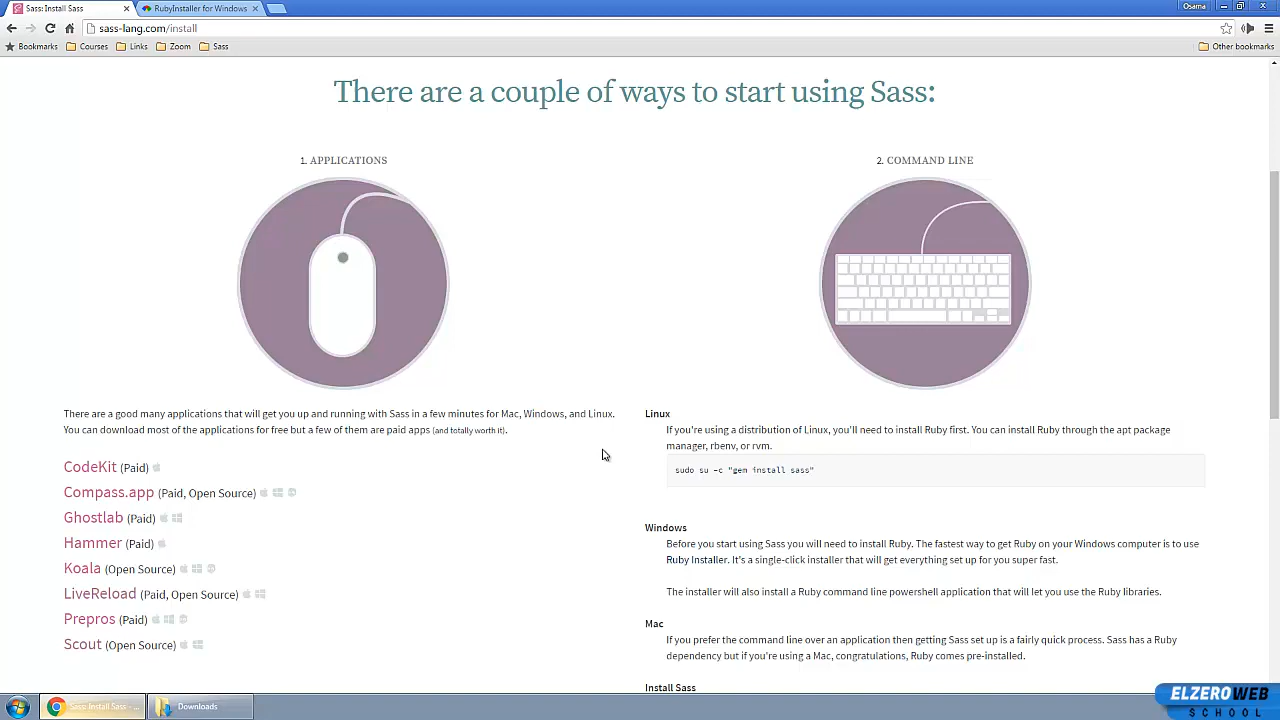 Sass: Install Sass
RubyInstaller for Windows
Osama
sass-lang.com/install
Bookmarks
Courses
Links
Zoom
Sass
Other bookmarks
There are a couple of ways to start using Sass:
1. APPLICATIONS
There are a good many applications that will get you up and running with Sass in a few minutes for Mac, Windows, and Linux.
You can download most of the applications for free but a few of them are paid apps (and totally worth it).
CodeKit (Paid)
Compass.app (Paid, Open Source)
Ghostlab (Paid)
Hammer (Paid)
Koala (Open Source)
LiveReload (Paid, Open Source)
Prepros (Paid)
Scout (Open Source)
2. COMMAND LINE
Linux
If you're using a distribution of Linux, you'll need to install Ruby first. You can install Ruby through the apt package
manager, rbenv, or rvm.
sudo su -c "gem install sass"
Windows
Before you start using Sass you will need to install Ruby. The fastest way to get Ruby on your Windows computer is to use
Ruby Installer. It's a single-click installer that will get everything set up for you super fast.
The installer will also install a Ruby command line powershell application that will let you use the Ruby libraries.
Mac
If you prefer the command line over an application then getting Sass set up is a fairly quick process. Sass has a Ruby
dependency but if you're using a Mac, congratulations, Ruby comes pre-installed.
Install Sass
Sass: Install Sass - ...
Downloads
ELZEROWEB
SCHOOL